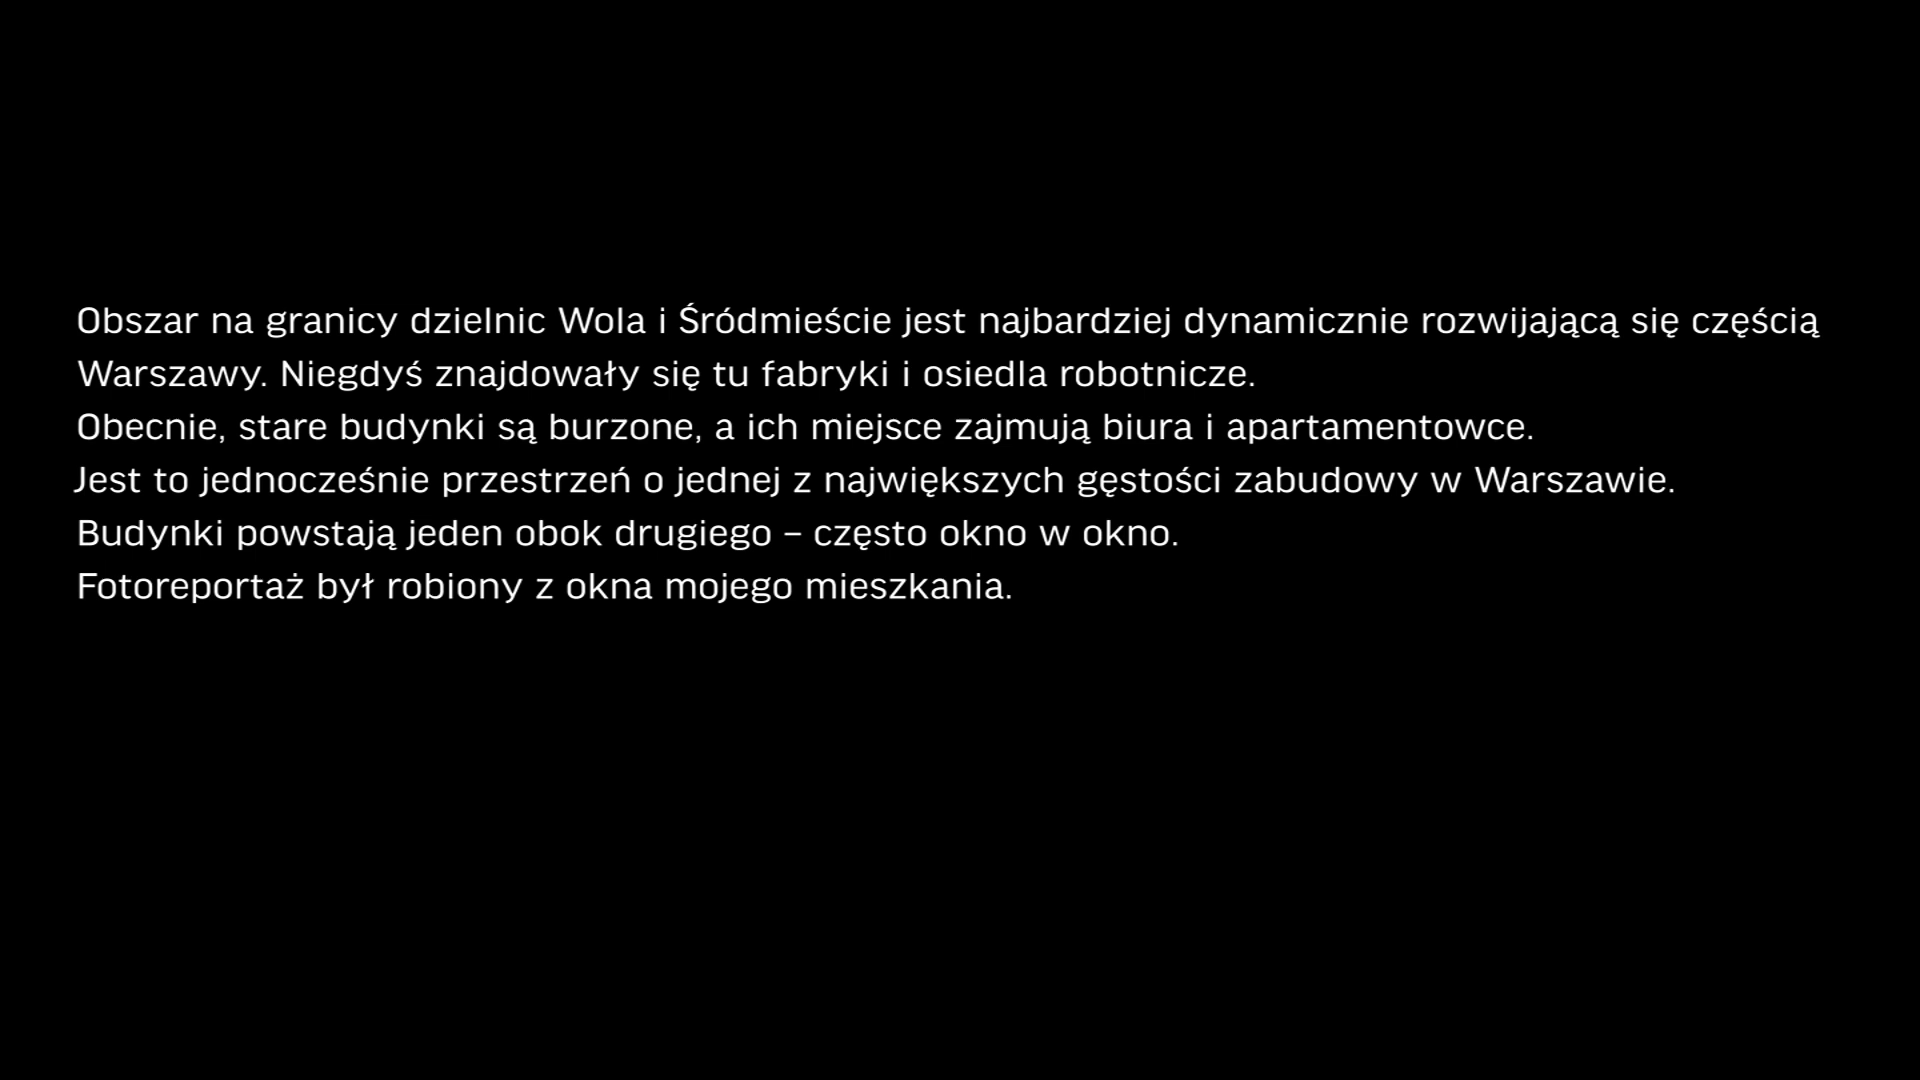 Obszar na granicy dzielnic Wola i Śródmieście jest najbardziej dynamicznie rozwijającą się częścią
Warszawy. Niegdyś znajdowały się tu fabryki i osiedla robotnicze.
Obecnie, stare budynki są burzone, a ich miejsce zajmują biura i apartamentowce.
Jest to jednocześnie przestrzeń o jednej z największych gęstości zabudowy w Warszawie.
Budynki powstają jeden obok drugiego – często okno w okno.
Fotoreportaż był robiony z okna mojego mieszkania.